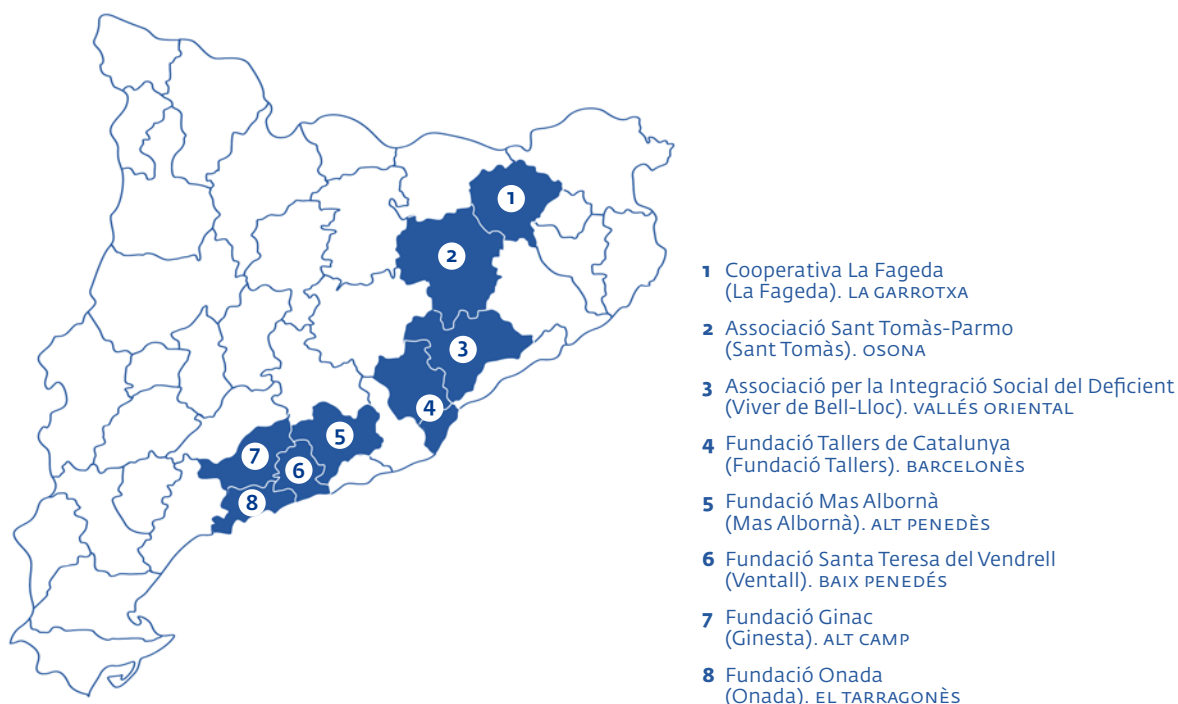 1
2
3
4
5
6
7
8
1 Cooperativa La Fageda
(La Fageda). LA GARROTXA
2 Associació Sant Tomàs-Parmo
(Sant Tomàs). OSONA
3 Associació per la Integració Social del Deficient
(Viver de Bell-Lloc). VALLÉS ORIENTAL
4 Fundació Tallers de Catalunya
(Fundació Tallers). BARCELONÈS
5 Fundació Mas Albornà
(Mas Albornà). ALT PENEDÈS
6 Fundació Santa Teresa del Vendrell
(Ventall). BAIX PENEDÉS
7 Fundació Ginac
(Ginesta). ALT CAMP
8 Fundació Onada
(Onada). EL TARRAGONÈS